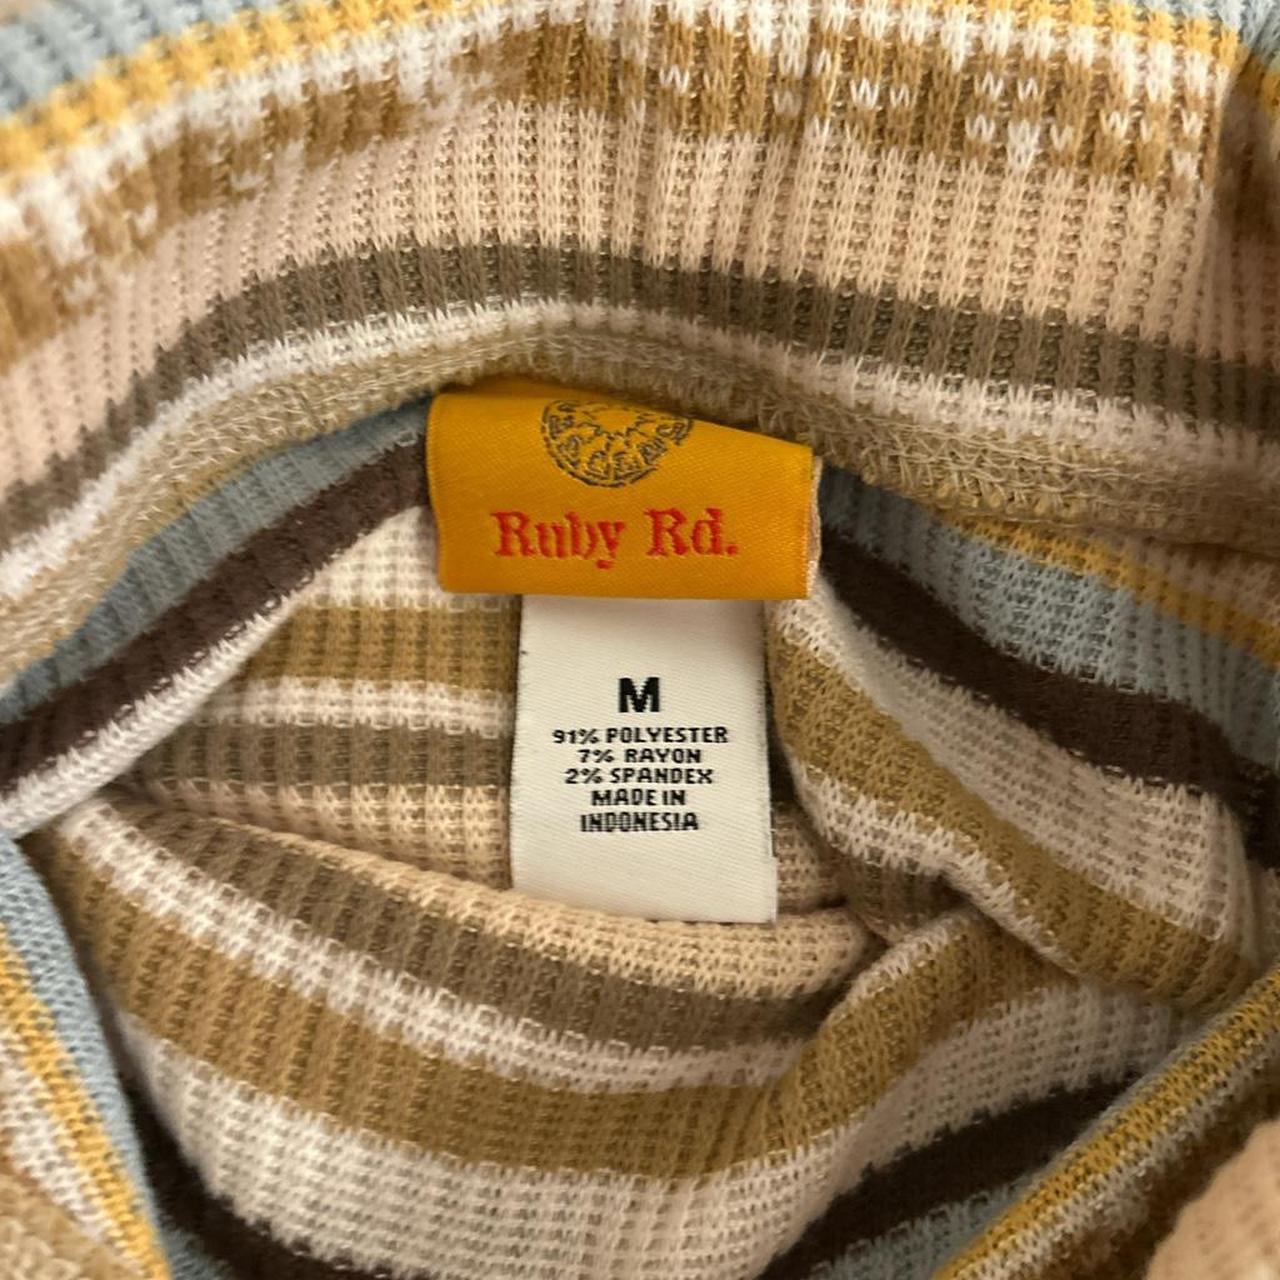 Ruby Rd.
M
91% POLYESTER
7% RAYON
2% SPANDEX
MADE IN
INDONESIA